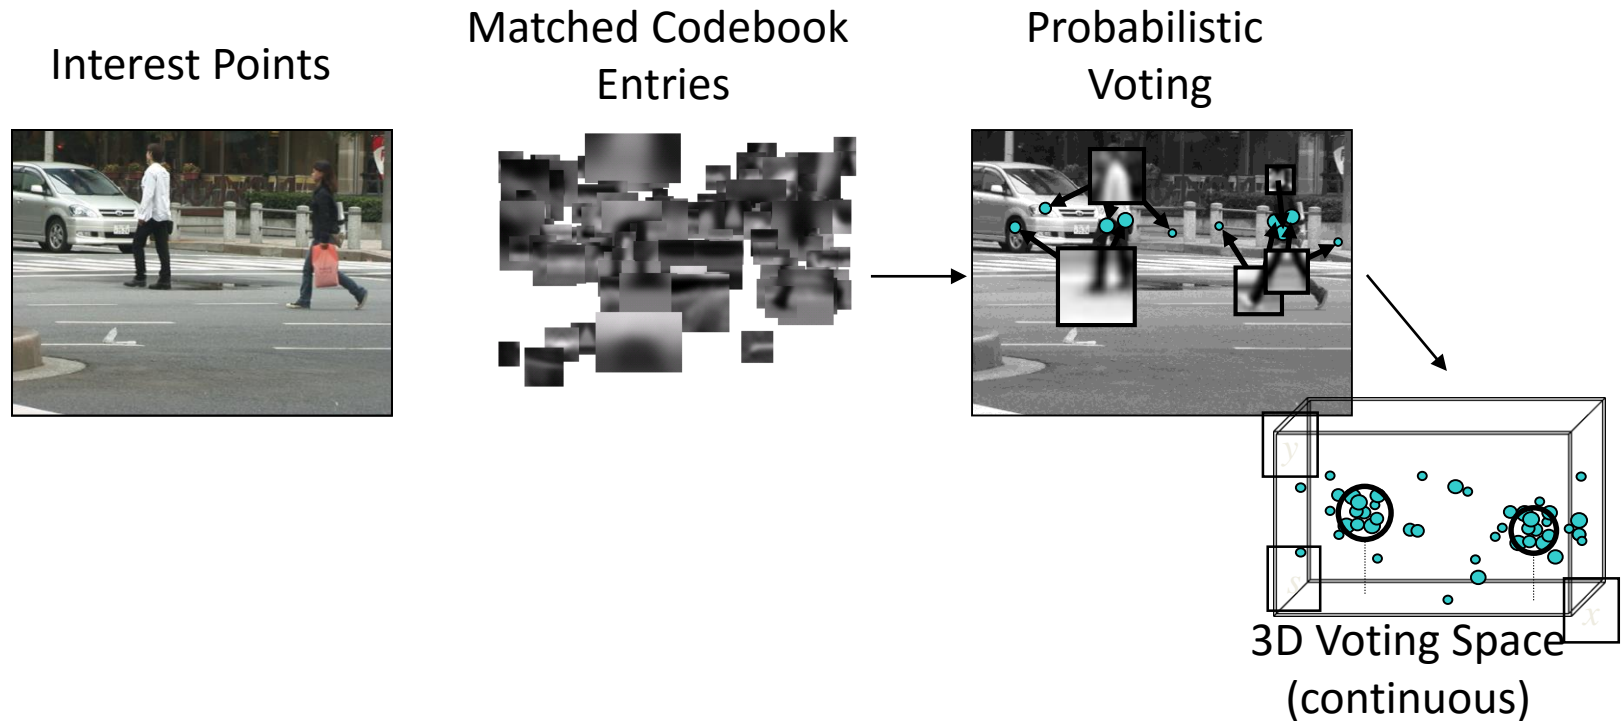 Interest Points
Matched Codebook
Entries
Probabilistic
Voting
y
s
x
3D Voting Space
(continuous)